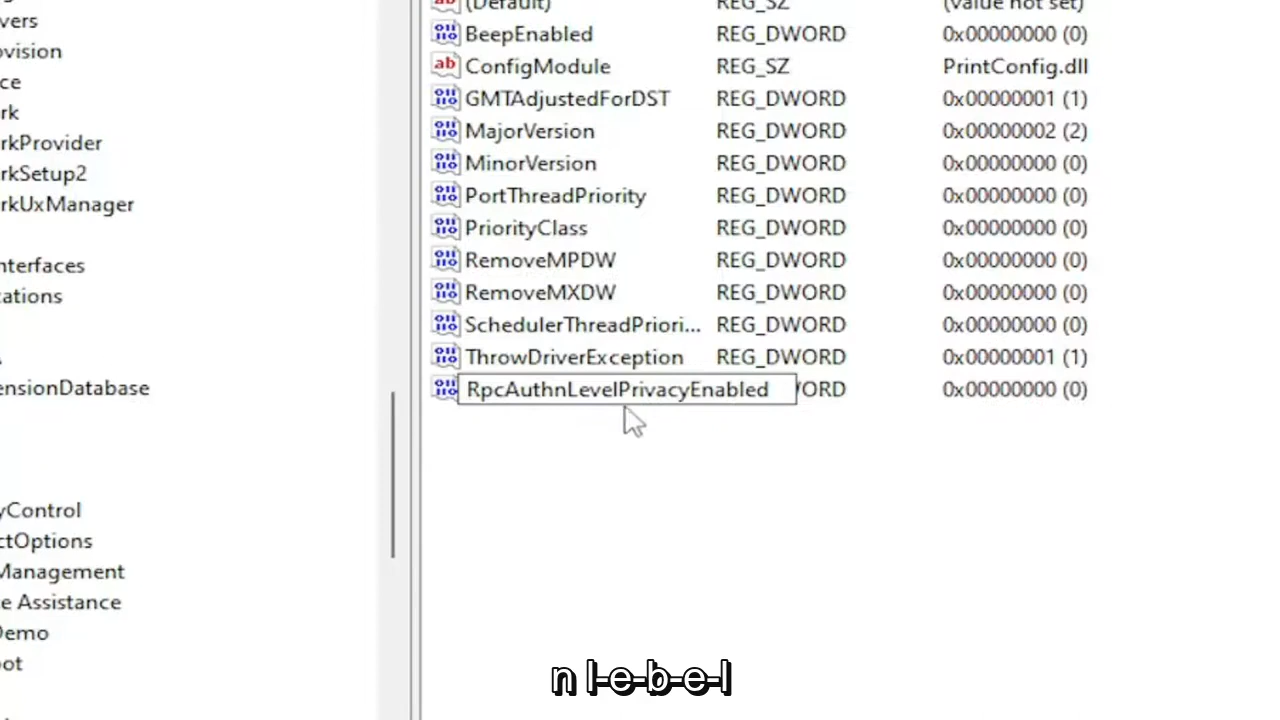 vers
ovision
ce
rk
rkProvider
rkSetup2
rkUxManager
nterfaces
cations
ensionDatabase
yControl
ctOptions
Management
e Assistance
Demo
ot
(Default) REG_SZ (value not set)
BeepEnabled REG_DWORD 0x00000000 (0)
ConfigModule REG_SZ PrintConfig.dll
GMTAdjustedForDST REG_DWORD 0x00000001 (1)
MajorVersion REG_DWORD 0x00000002 (2)
MinorVersion REG_DWORD 0x00000000 (0)
PortThreadPriority REG_DWORD 0x00000000 (0)
PriorityClass REG_DWORD 0x00000000 (0)
RemoveMPDW REG_DWORD 0x00000000 (0)
RemoveMXDW REG_DWORD 0x00000000 (0)
SchedulerThreadPriori... REG_DWORD 0x00000000 (0)
ThrowDriverException REG_DWORD 0x00000001 (1)
RpcAuthnLevelPrivacyEnabled WORD 0x00000000 (0)
n l-e-b-e-l